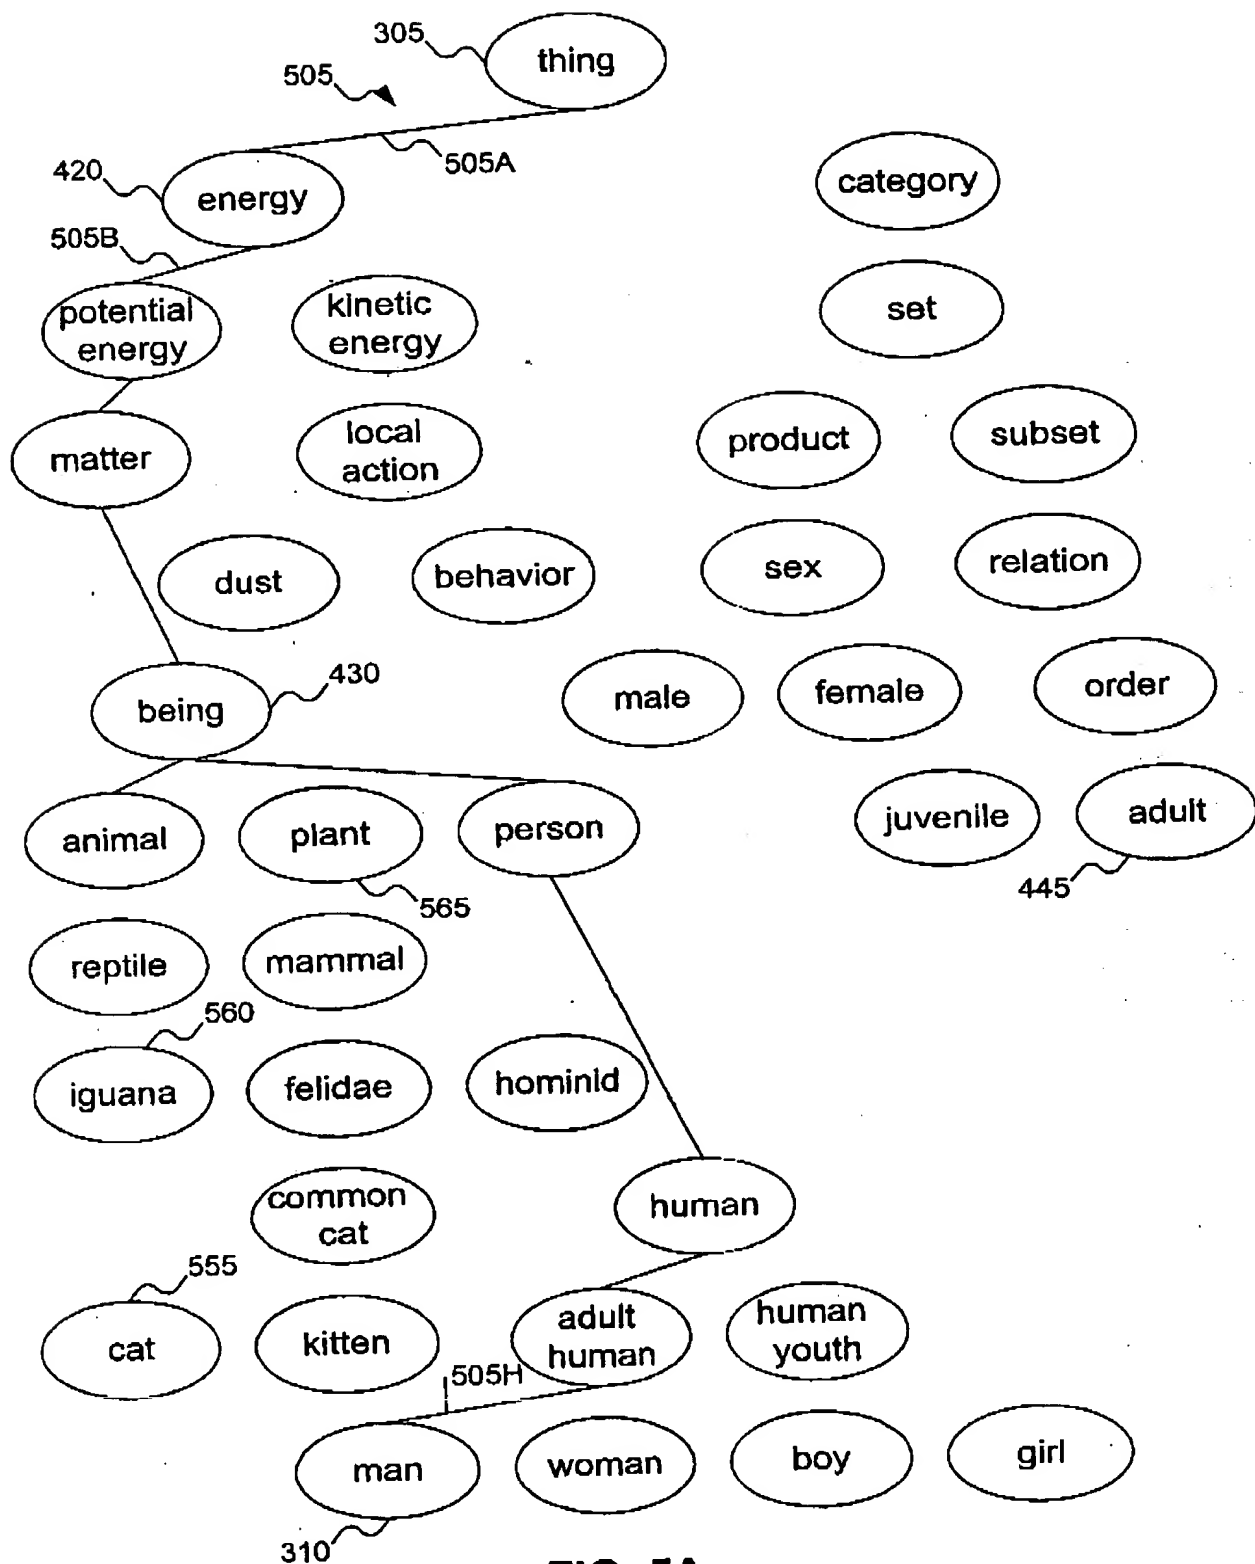 305
thing
505
505A
420
energy
category
505B
potential
energy
kinetic
energy
set
matter
local
action
product
subset
dust
behavior
sex
relation
being
430
male
female
order
animal
plant
person
juvenile
adult
565
445
reptile
mammal
560
iguana
felidae
hominid
common
cat
human
555
cat
kitten
adult
human
human
youth
505H
man
woman
boy
girl
310
FIG. 5A